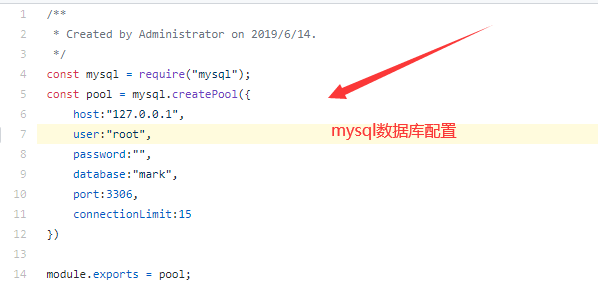 1 /**
2  * Created by Administrator on 2019/6/14.
3  */
4 const mysql = require("mysql");
5 const pool = mysql.createPool({
6     host:"127.0.0.1",
7     user:"root",
mysql数据库配置
8     password:"",
9     database:"mark",
10     port:3306,
11     connectionLimit:15
12 })
13
14 module.exports = pool;